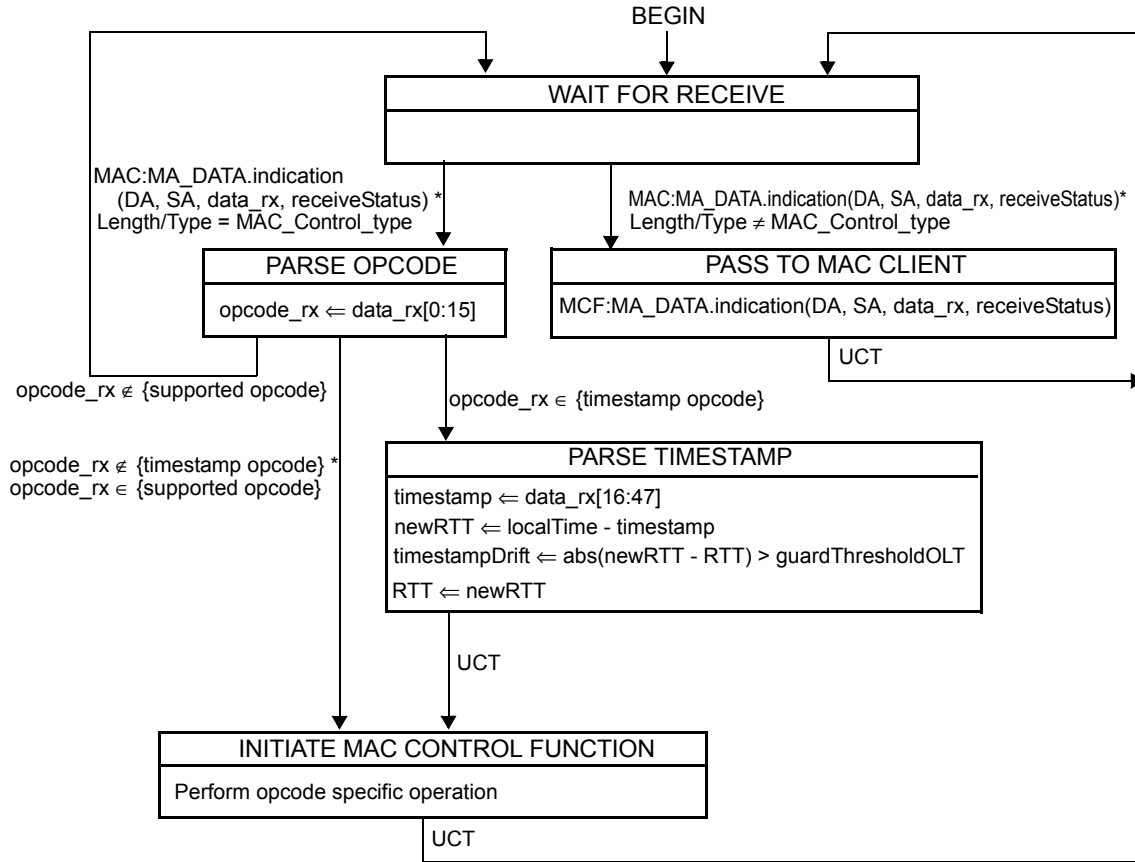 BEGIN
WAIT FOR RECEIVE
MAC:MA_DATA.indication
(DA, SA, data_rx, receiveStatus) *
Length/Type = MAC_Control_type
MAC:MA_DATA.indication(DA, SA, data_rx, receiveStatus)*
Length/Type ≠ MAC_Control_type
PARSE OPCODE
opcode_rx ⇐ data_rx[0:15]
PASS TO MAC CLIENT
MCF:MA_DATA.indication(DA, SA, data_rx, receiveStatus)
UCT
opcode_rx ∉ {supported opcode}
opcode_rx ∈ {timestamp opcode}
opcode_rx ∉ {timestamp opcode} *
opcode_rx ∈ {supported opcode}
PARSE TIMESTAMP
timestamp ⇐ data_rx[16:47]
newRTT ⇐ localTime - timestamp
timestampDrift ⇐ abs(newRTT - RTT) > guardThresholdOLT
RTT ⇐ newRTT
UCT
INITIATE MAC CONTROL FUNCTION
Perform opcode specific operation
UCT